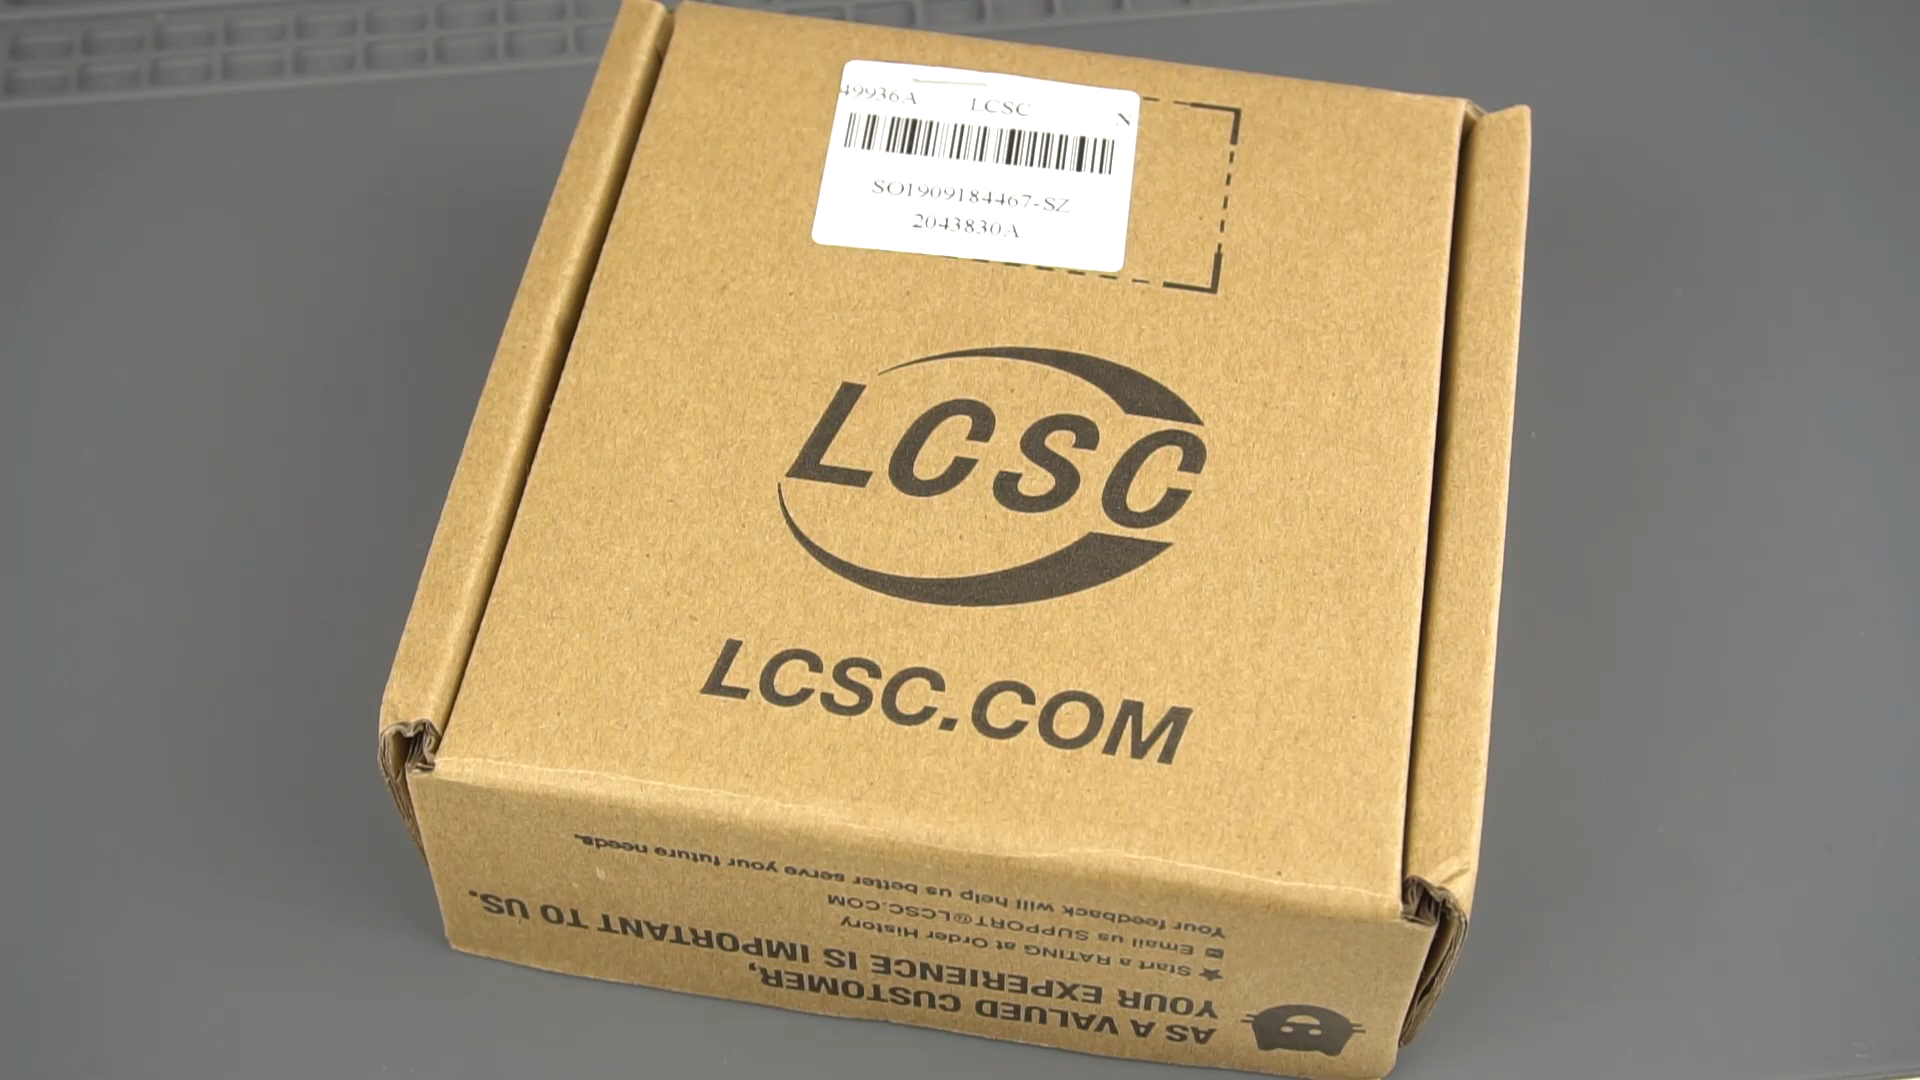 49936A LCSC N
SO1909184467-SZ
2043830A
LCSC
LCSC.COM
AS A VALUED CUSTOMER,
YOUR EXPERIENCE IS IMPORTANT TO US.
Start a RATING at Order History
Email us SUPPORT@LCSC.COM
Your feedback will help us better serve your future needs.